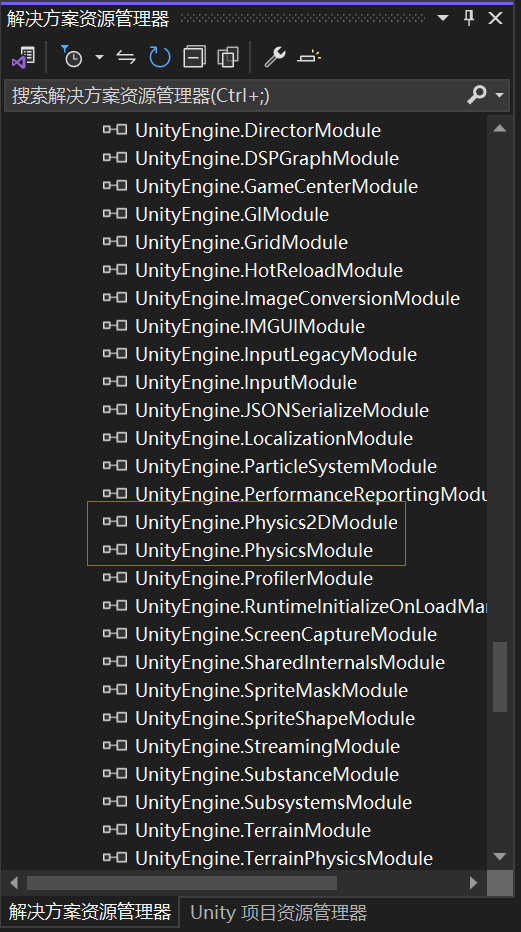 解决方案资源管理器
搜索解决方案资源管理器(Ctrl+;)
UnityEngine.DirectorModule
UnityEngine.DSPGraphModule
UnityEngine.GameCenterModule
UnityEngine.GIModule
UnityEngine.GridModule
UnityEngine.HotReloadModule
UnityEngine.ImageConversionModule
UnityEngine.IMGUIModule
UnityEngine.InputLegacyModule
UnityEngine.InputModule
UnityEngine.JSONSerializeModule
UnityEngine.LocalizationModule
UnityEngine.ParticleSystemModule
UnityEngine.PerformanceReportingModu
UnityEngine.Physics2DModule
UnityEngine.PhysicsModule
UnityEngine.ProfilerModule
UnityEngine.RuntimeInitializeOnLoadMan
UnityEngine.ScreenCaptureModule
UnityEngine.SharedInternalsModule
UnityEngine.SpriteMaskModule
UnityEngine.SpriteShapeModule
UnityEngine.StreamingModule
UnityEngine.SubstanceModule
UnityEngine.SubsystemsModule
UnityEngine.TerrainModule
UnityEngine.TerrainPhysicsModule
解决方案资源管理器 Unity 项目资源管理器